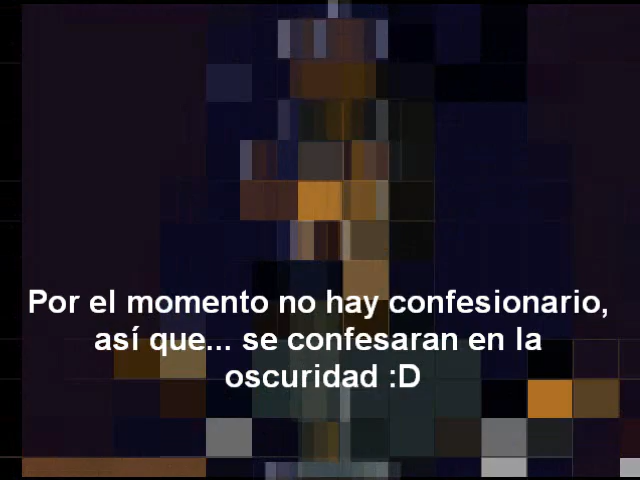 Por el momento no hay confesionario,
así que... se confesaran en la
oscuridad :D